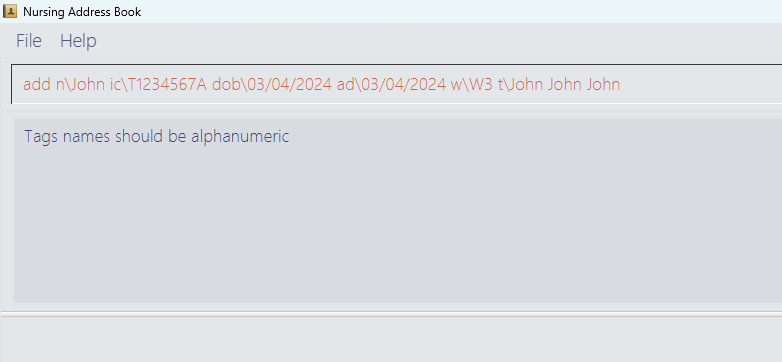 Nursing Address Book
File Help
add n\John ic\T1234567A dob\03/04/2024 ad\03/04/2024 w\W3 t\John John John
Tags names should be alphanumeric